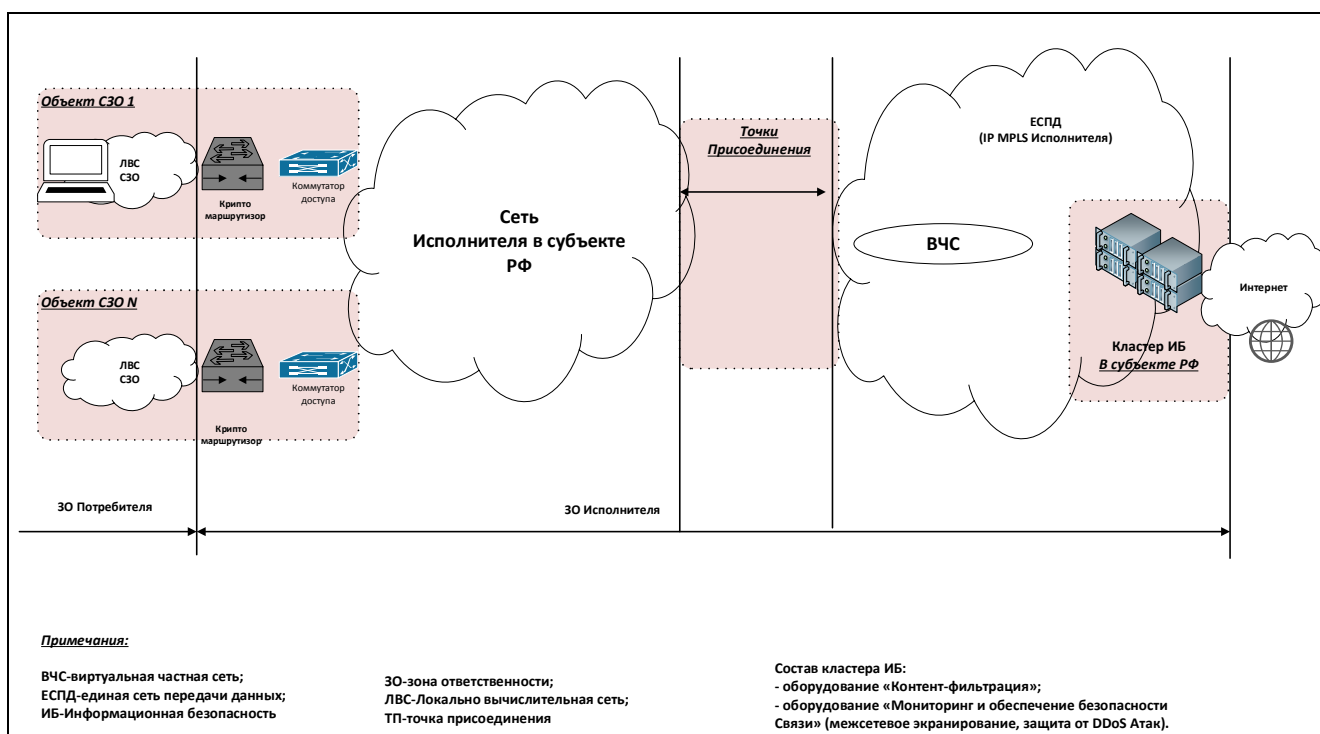 Объект СЗО 1
ЛВС
СЗО
Крипто
маршрутизор
Коммутатор
доступа
Объект СЗО N
ЛВС
СЗО
Крипто
маршрутизор
Коммутатор
доступа
Сеть
Исполнителя в субъекте
РФ
Точки
Присоединения
ЕСПД
(IP MPLS Исполнителя)
ВЧС
Кластер ИБ
В субъекте РФ
Интернет
ЗО Потребителя
ЗО Исполнителя
Примечания:
ВЧС-виртуальная частная сеть;
ЕСПД-единая сеть передачи данных;
ИБ-Информационная безопасность
ЗО-зона ответственности;
ЛВС-Локально вычислительная сеть;
ТП-точка присоединения
Состав кластера ИБ:
- оборудование «Контент-фильтрация»;
- оборудование «Мониторинг и обеспечение безопасности
Связи» (межсетевое экранирование, защита от DDoS Атак).